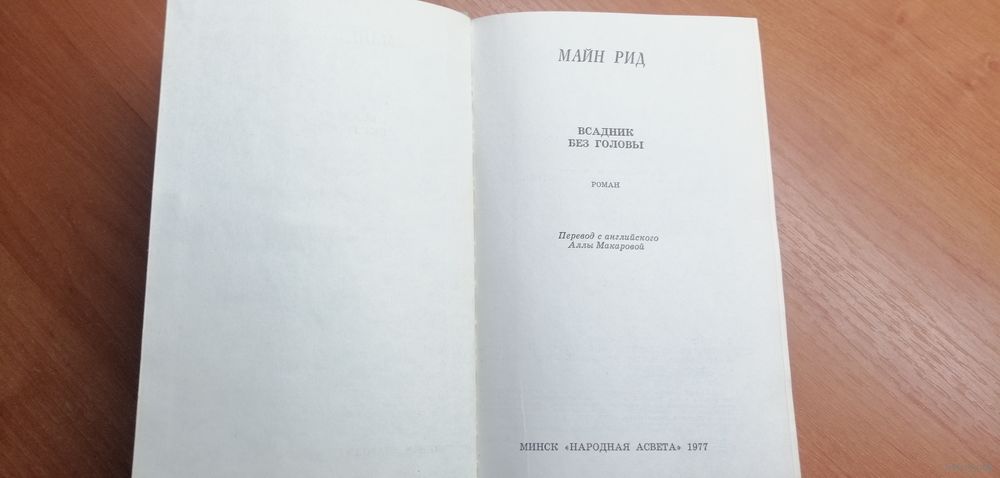 МАЙН РИД
ВСАДНИК
БЕЗ ГОЛОВЫ
РОМАН
Перевод с английского
Аллы Макаровой
МИНСК «НАРОДНАЯ АСВЕТА» 1977